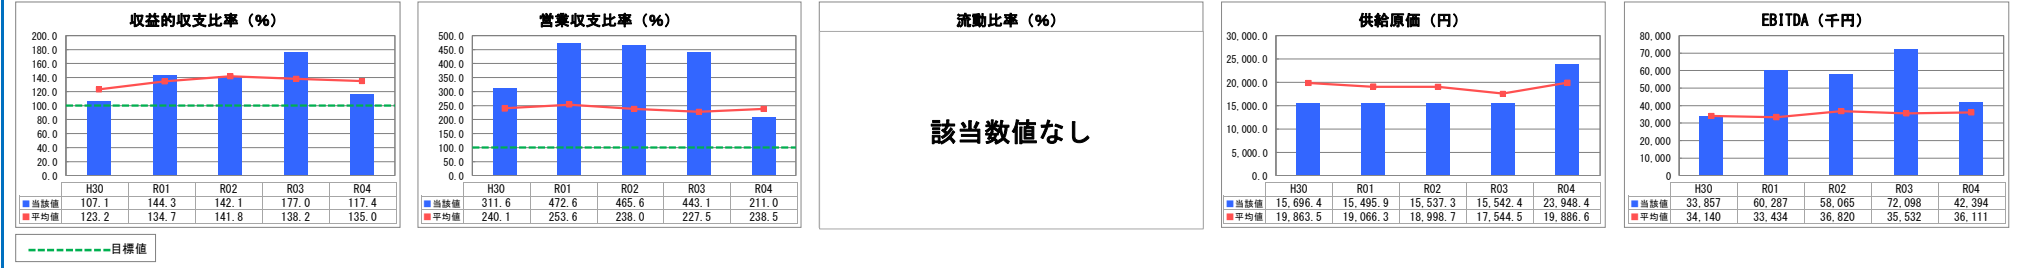 収益的収支比率（％）
200.0
180.0
160.0
140.0
120.0
100.0
80.0
60.0
40.0
20.0
0.0
H30 R01 R02 R03 R04
当該値 107.1 144.3 142.1 177.0 117.4
平均値 123.2 134.7 141.8 138.2 135.0
営業収支比率（％）
500.0
450.0
400.0
350.0
300.0
250.0
200.0
150.0
100.0
50.0
0.0
H30 R01 R02 R03 R04
当該値 311.6 472.6 465.6 443.1 211.0
平均値 240.1 253.6 238.0 227.5 238.5
流動比率（％）
該当数値なし
供給原価（円）
30,000.0
25,000.0
20,000.0
15,000.0
10,000.0
5,000.0
0.0
H30 R01 R02 R03 R04
当該値 15,696.4 15,495.9 15,537.3 15,542.4 23,948.4
平均値 19,863.5 19,066.3 18,998.7 17,544.5 19,886.6
EBITDA（千円）
80,000
70,000
60,000
50,000
40,000
30,000
20,000
10,000
0
H30 R01 R02 R03 R04
当該値 33,857 60,287 58,065 72,098 42,394
平均値 34,140 33,434 36,820 35,532 36,111
目標値